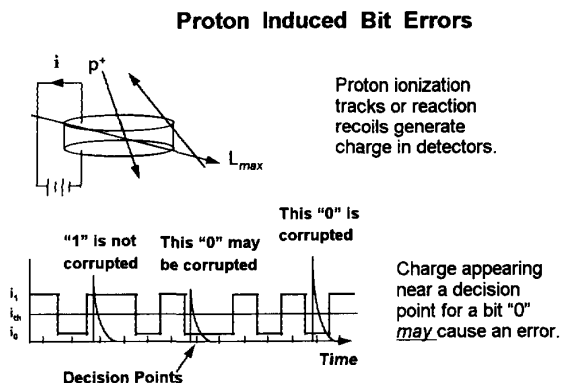 Proton Induced Bit Errors
i
p+
Proton ionization
tracks or reaction
recoils generate
charge in detectors.
Lmax
This "0" is
corrupted
"1" is not
corrupted
This "0" may
be corrupted
Charge appearing
near a decision
point for a bit "0"
may cause an error.
i1
ith
i0
Time
Decision Points